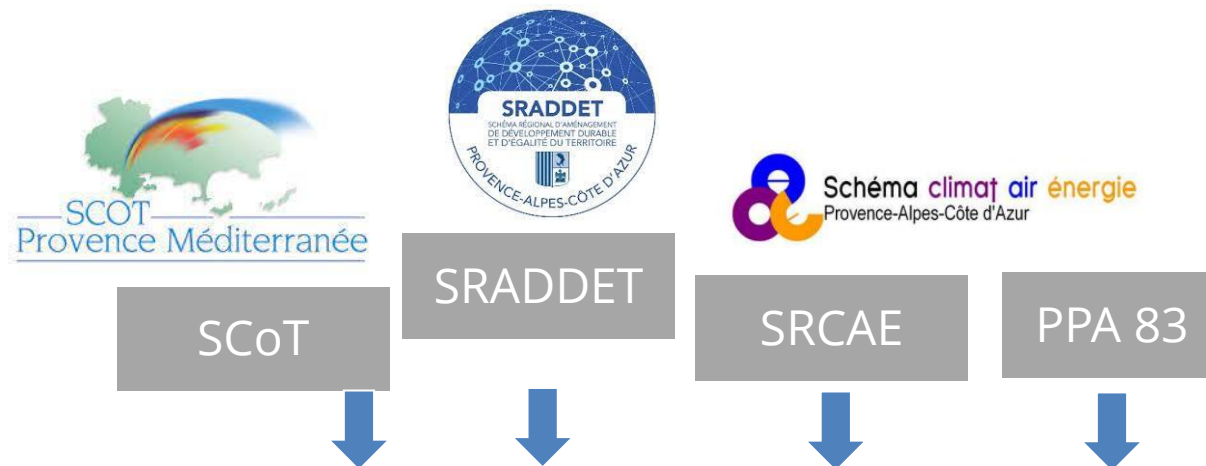 SCOT
Provence Méditerranée
SCoT
SRADDET
SCHÉMA RÉGIONAL D'AMÉNAGEMENT
DE DÉVELOPPEMENT DURABLE
ET D'ÉGALITÉ DU TERRITOIRE
PROVENCE-ALPES-CÔTE D'AZUR
SRADDET
Schéma climat air énergie
Provence-Alpes-Côte d'Azur
SRCAE
PPA 83